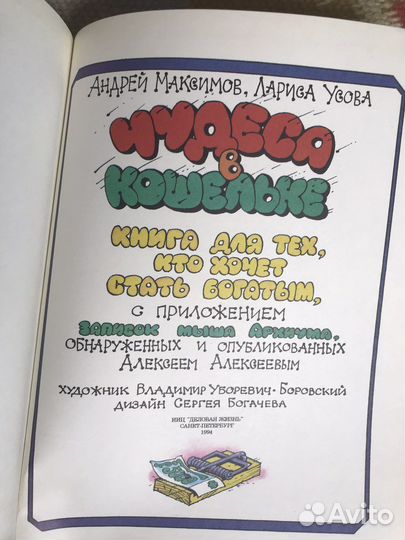 Андрей Максимов, Лариса Усова
Чудеса
в
кошельке
книга для тех,
кто хочет
стать богатым,
с приложением
записок мыша Архиума,
обнаруженных и опубликованных
Алексеем Алексеевым
художник Владимир Уборевич-Боровский
дизайн Сергея Богачева
ИИЦ "ДЕЛОВАЯ ЖИЗНЬ"
САНКТ-ПЕТЕРБУРГ
1994
Avito